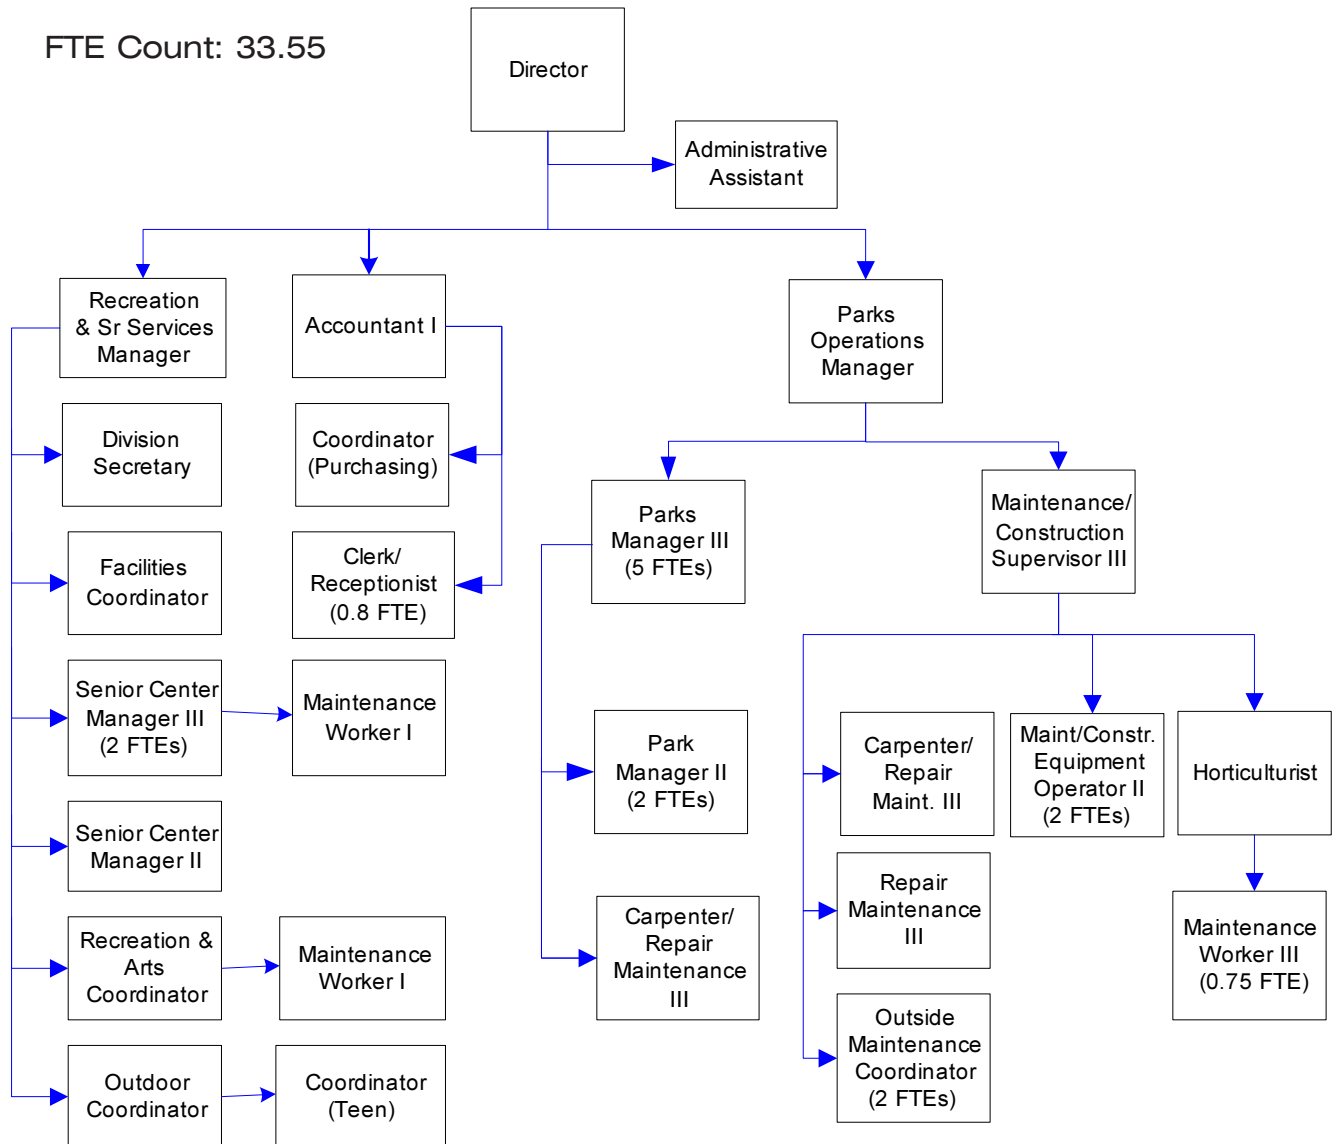 FTE Count: 33.55
Director
Administrative
Assistant
Recreation
& Sr Services
Manager
Accountant I
Parks
Operations
Manager
Division
Secretary
Coordinator
(Purchasing)
Parks
Manager III
(5 FTEs)
Maintenance/
Construction
Supervisor III
Facilities
Coordinator
Clerk/
Receptionist
(0.8 FTE)
Senior Center
Manager III
(2 FTEs)
Maintenance
Worker I
Park
Manager II
(2 FTEs)
Carpenter/
Repair
Maint. III
Maint/Constr.
Equipment
Operator II
(2 FTEs)
Horticulturist
Senior Center
Manager II
Repair
Maintenance
III
Recreation &
Arts
Coordinator
Maintenance
Worker I
Carpenter/
Repair
Maintenance
III
Maintenance
Worker III
(0.75 FTE)
Outside
Maintenance
Coordinator
(2 FTEs)
Outdoor
Coordinator
Coordinator
(Teen)